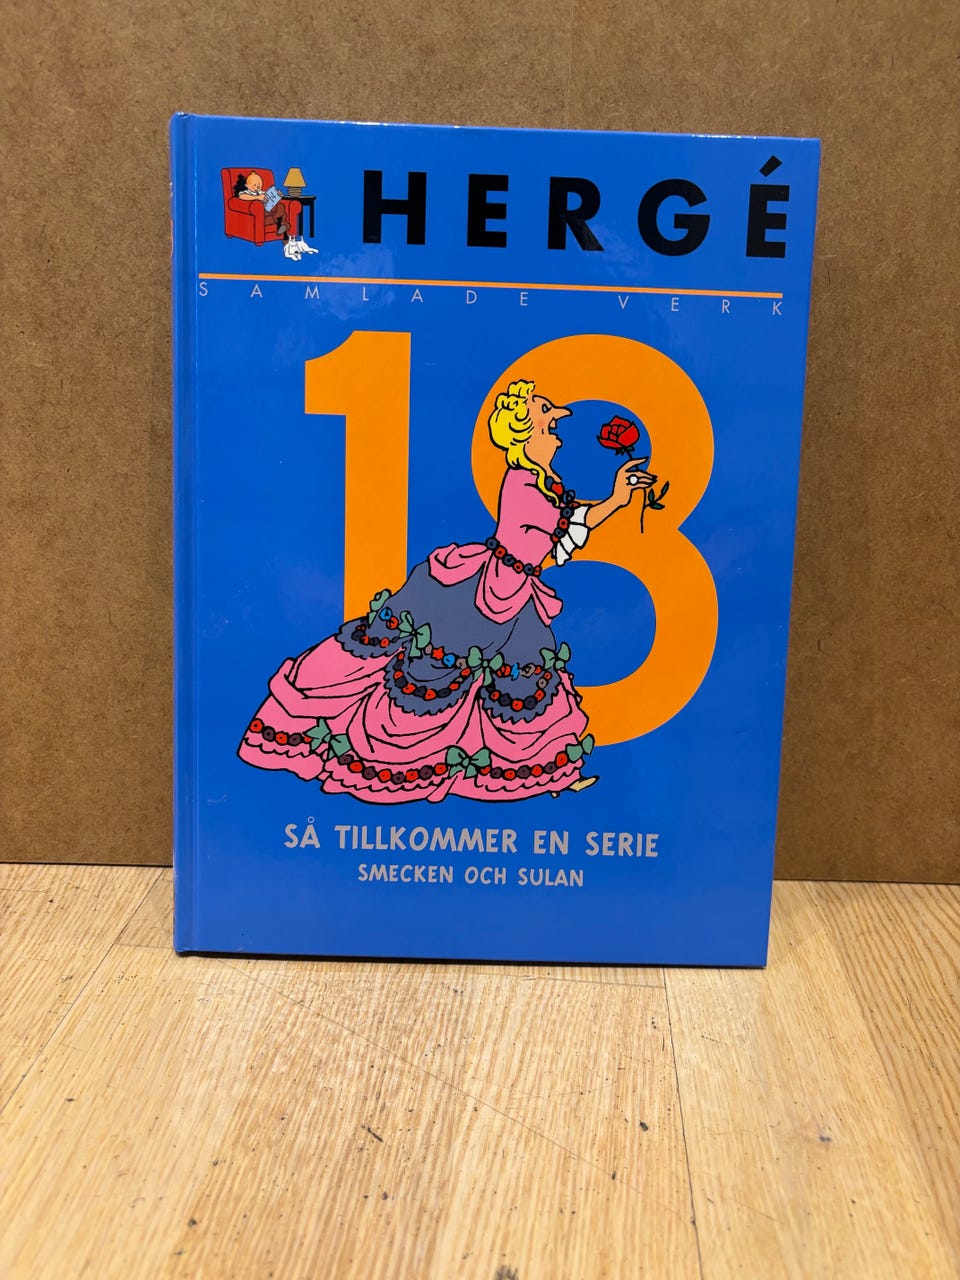 HERGÉ
SAMLADE VERK
18
SÅ TILLKOMMER EN SERIE
SMECKEN OCH SULAN